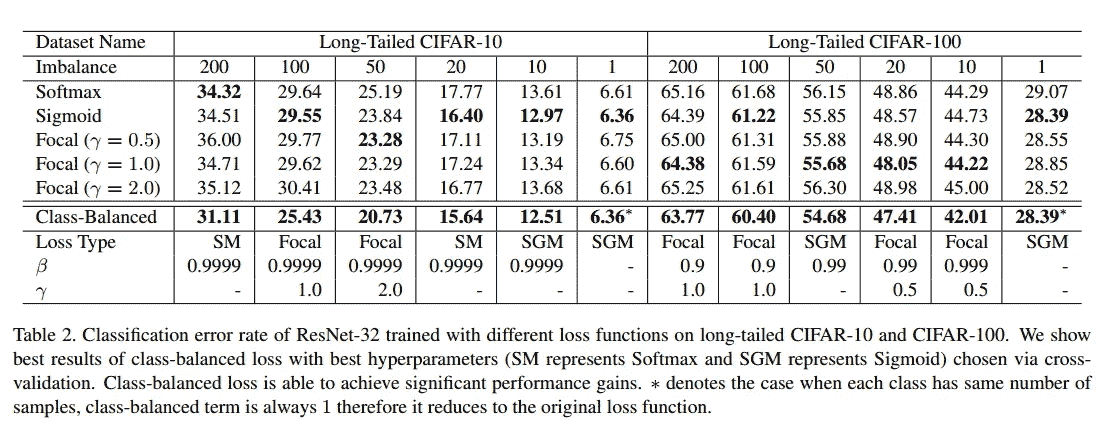 Dataset Name Long-Tailed CIFAR-10 Long-Tailed CIFAR-100
Imbalance 200 100 50 20 10 1 200 100 50 20 10 1
Softmax 34.32 29.64 25.19 17.77 13.61 6.61 65.16 61.68 56.15 48.86 44.29 29.07
Sigmoid 34.51 29.55 23.84 16.40 12.97 6.36 64.39 61.22 55.85 48.57 44.73 28.39
Focal (γ = 0.5) 36.00 29.77 23.28 17.11 13.19 6.75 65.00 61.31 55.88 48.90 44.30 28.55
Focal (γ = 1.0) 34.71 29.62 23.29 17.24 13.34 6.60 64.38 61.59 55.68 48.05 44.22 28.85
Focal (γ = 2.0) 35.12 30.41 23.48 16.77 13.68 6.61 65.25 61.61 56.30 48.98 45.00 28.52
Class-Balanced 31.11 25.43 20.73 15.64 12.51 6.36* 63.77 60.40 54.68 47.41 42.01 28.39*
Loss Type SM Focal Focal SM SGM SGM Focal Focal SGM Focal Focal SGM
β 0.9999 0.9999 0.9999 0.9999 0.9999 - 0.9 0.9 0.99 0.99 0.999 -
γ - 1.0 2.0 - - - 1.0 1.0 - 0.5 0.5 -
Table 2. Classification error rate of ResNet-32 trained with different loss functions on long-tailed CIFAR-10 and CIFAR-100. We show
best results of class-balanced loss with best hyperparameters (SM represents Softmax and SGM represents Sigmoid) chosen via cross-
validation. Class-balanced loss is able to achieve significant performance gains. * denotes the case when each class has same number of
samples, class-balanced term is always 1 therefore it reduces to the original loss function.